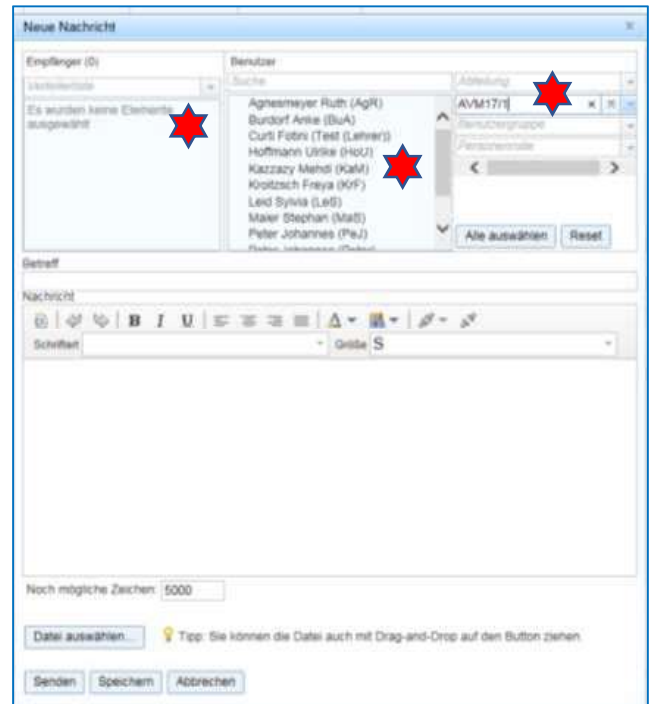 Neue Nachricht
Empfänger (0)
Benutzer
Verteilerliste
Suche
Abteilung
Es wurden keine Elemente
ausgewählt
Agnesmeyer Ruth (AgR)
Burdorf Anke (BuA)
Curti Fotini (Test (Lehrer))
Hoffmann Ulrike (HoU)
Kazzazy Mehdi (KaM)
Kroitzsch Freya (KrF)
Leid Sylvia (LeS)
Maier Stephan (MaS)
Peter Johannes (PeJ)
AVM17/1
Benutzergruppe
Personenrolle
Alle auswählen Reset
Betreff
Nachricht
B I U
Schriftart
Größe S
Noch mögliche Zeichen: 5000
Datei auswählen... Tipp: Sie können die Datei auch mit Drag-and-Drop auf den Button ziehen.
Senden Speichern Abbrechen